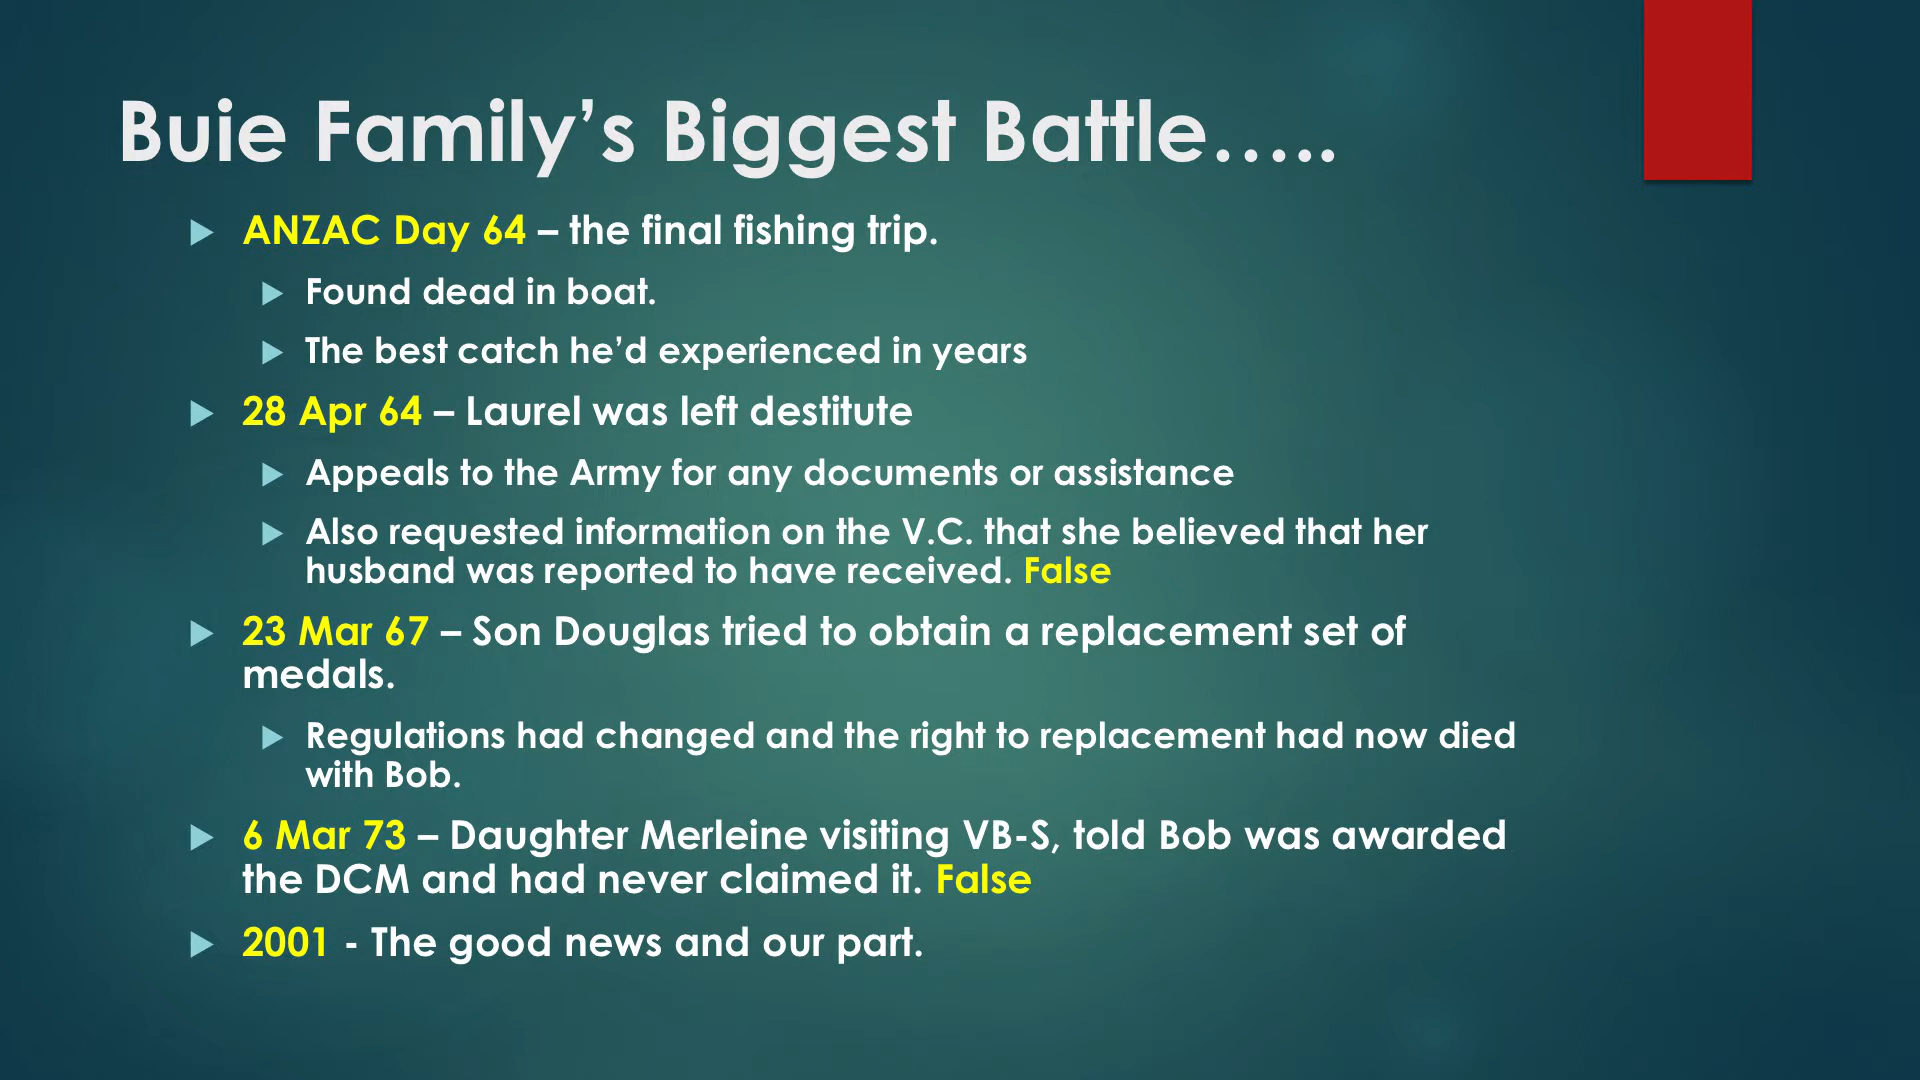 Buie Family’s Biggest Battle…..
ANZAC Day 64 – the final fishing trip.
Found dead in boat.
The best catch he’d experienced in years
28 Apr 64 – Laurel was left destitute
Appeals to the Army for any documents or assistance
Also requested information on the V.C. that she believed that her
husband was reported to have received. False
23 Mar 67 – Son Douglas tried to obtain a replacement set of
medals.
Regulations had changed and the right to replacement had now died
with Bob.
6 Mar 73 – Daughter Merleine visiting VB-S, told Bob was awarded
the DCM and had never claimed it. False
2001 - The good news and our part.